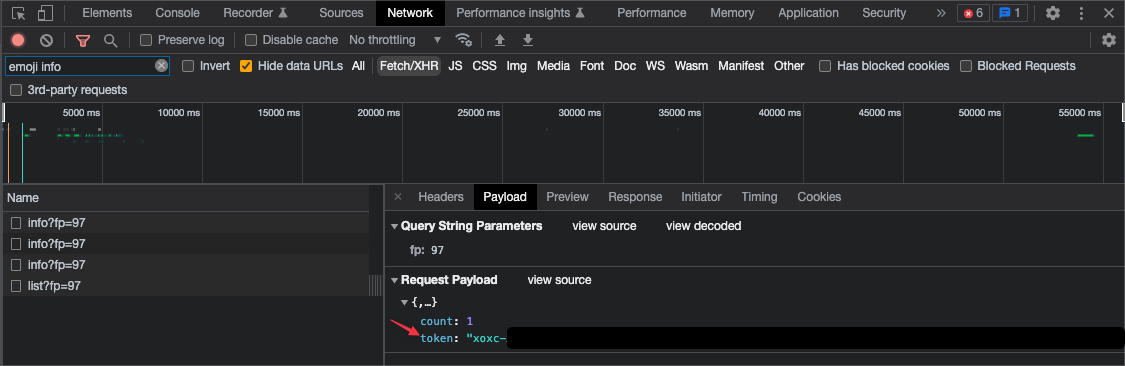 Elements Console Recorder Sources Network Performance insights Performance Memory Application Security » 6 1
Preserve log Disable cache No throttling
emoji info Invert Hide data URLs All Fetch/XHR JS CSS Img Media Font Doc WS Wasm Manifest Other Has blocked cookies Blocked Requests
3rd-party requests
5000 ms 10000 ms 15000 ms 20000 ms 25000 ms 30000 ms 35000 ms 40000 ms 45000 ms 50000 ms 55000 ms
Name
info?fp=97
info?fp=97
info?fp=97
list?fp=97
× Headers Payload Preview Response Initiator Timing Cookies
Query String Parameters view source view decoded
fp: 97
Request Payload view source
{,…}
count: 1
token: "xoxc-